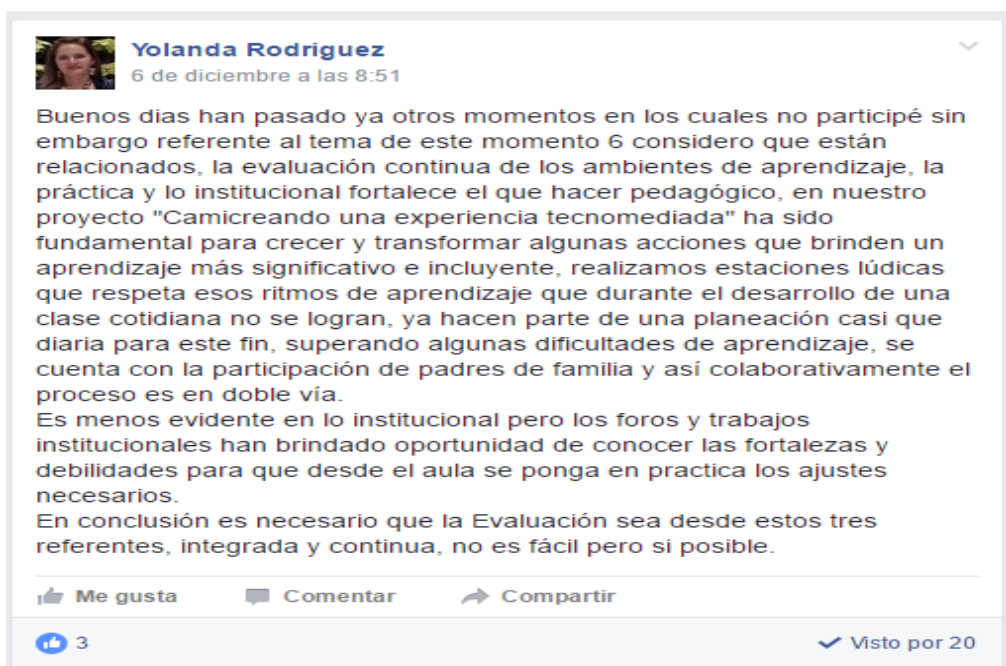 Yolanda Rodriguez
6 de diciembre a las 8:51
Buenos dias han pasado ya otros momentos en los cuales no participé sin
embargo referente al tema de este momento 6 considero que están
relacionados, la evaluación continua de los ambientes de aprendizaje, la
práctica y lo institucional fortalece el que hacer pedagógico, en nuestro
proyecto "Camicreando una experiencia tecnomediada" ha sido
fundamental para crecer y transformar algunas acciones que brinden un
aprendizaje más significativo e incluyente, realizamos estaciones lúdicas
que respeta esos ritmos de aprendizaje que durante el desarrollo de una
clase cotidiana no se logran, ya hacen parte de una planeación casi que
diaria para este fin, superando algunas dificultades de aprendizaje, se
cuenta con la participación de padres de familia y así colaborativamente el
proceso es en doble vía.
Es menos evidente en lo institucional pero los foros y trabajos
institucionales han brindado oportunidad de conocer las fortalezas y
debilidades para que desde el aula se ponga en practica los ajustes
necesarios.
En conclusión es necesario que la Evaluación sea desde estos tres
referentes, integrada y continua, no es fácil pero si posible.
Me gusta Comentar Compartir
3 Visto por 20